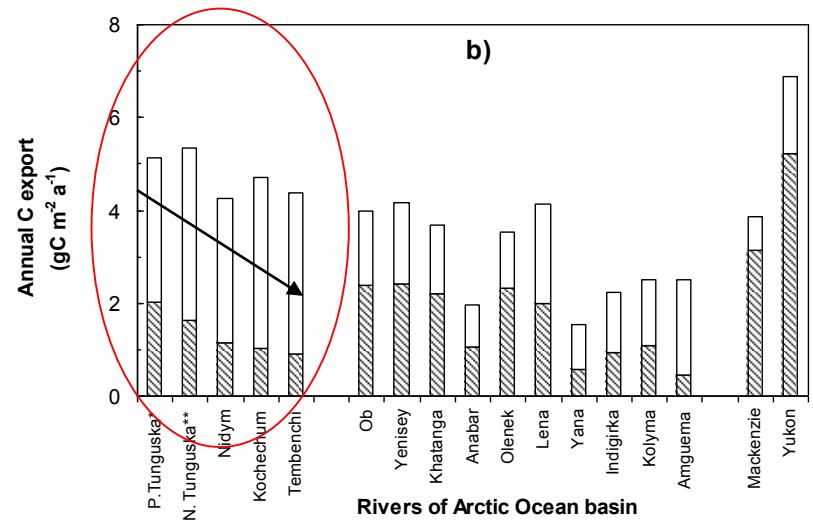 b)
Annual C export
(gC m-2 a-1)
8
6
4
2
0
P.Tunguska*
N. Tunguska**
Nidym
Kochechum
Tembenchi
Ob
Yenisey
Khatanga
Anabar
Olenek
Lena
Yana
Indigirka
Kolyma
Amguema
Mackenzie
Yukon
Rivers of Arctic Ocean basin